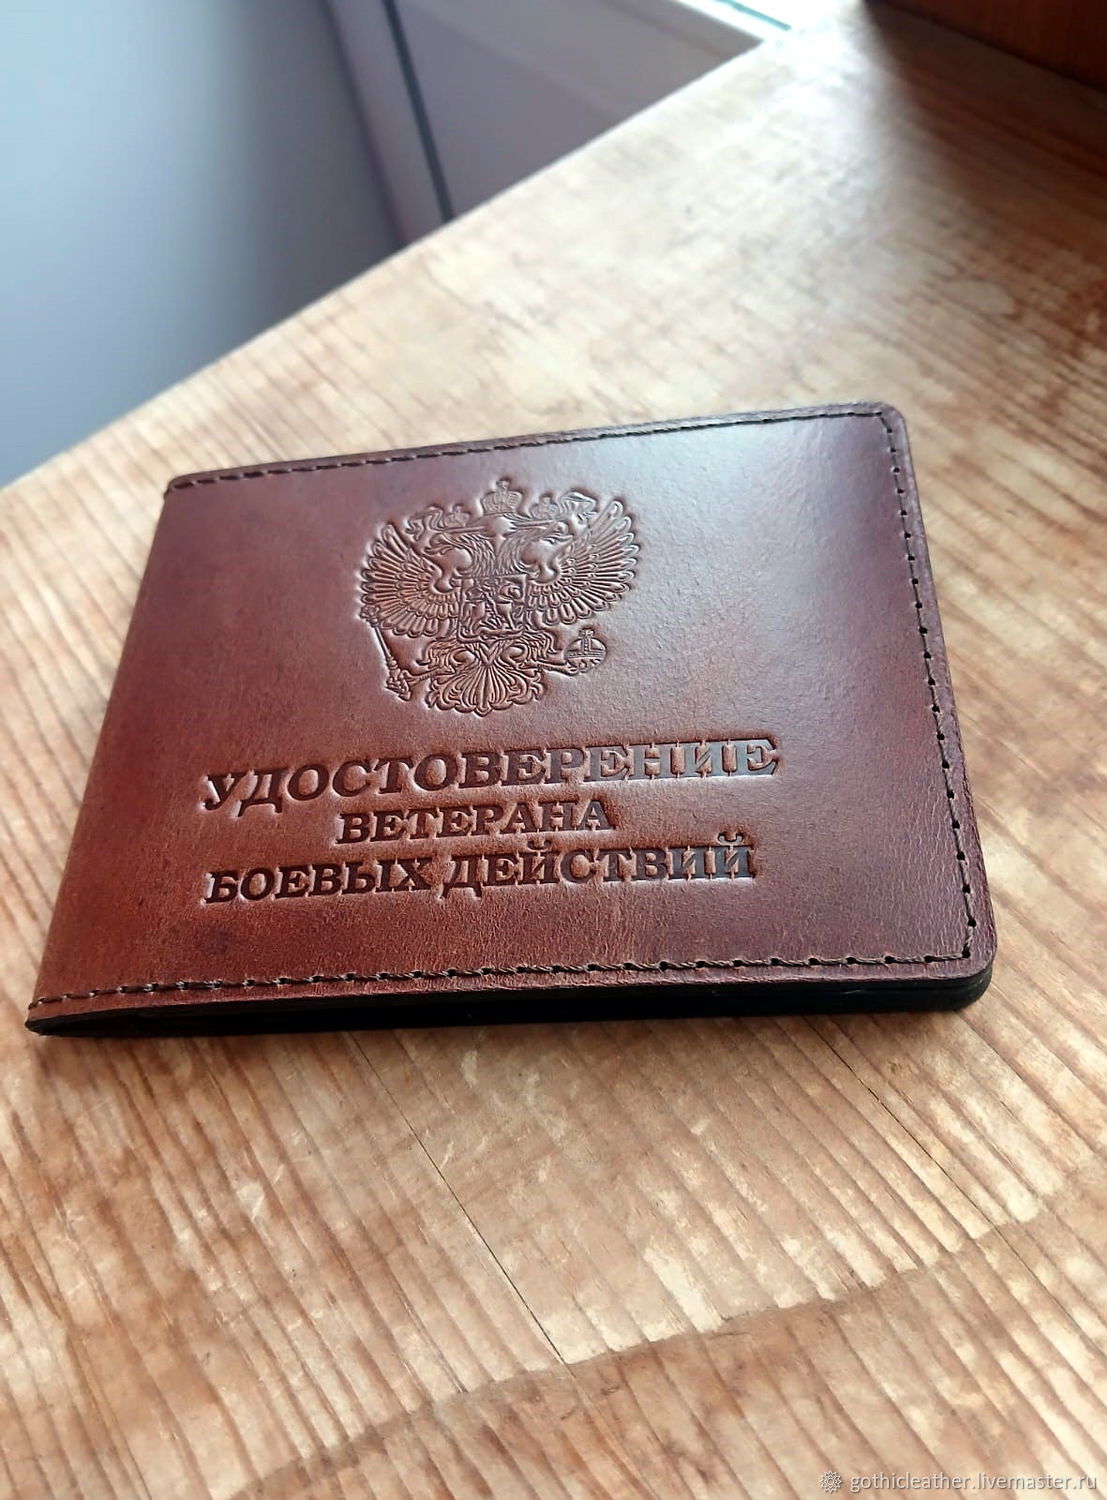 УДОСТОВЕРЕНИЕ
ВЕТЕРАНА
БОЕВЫХ ДЕЙСТВИЙ
gothicleather.livemaster.ru